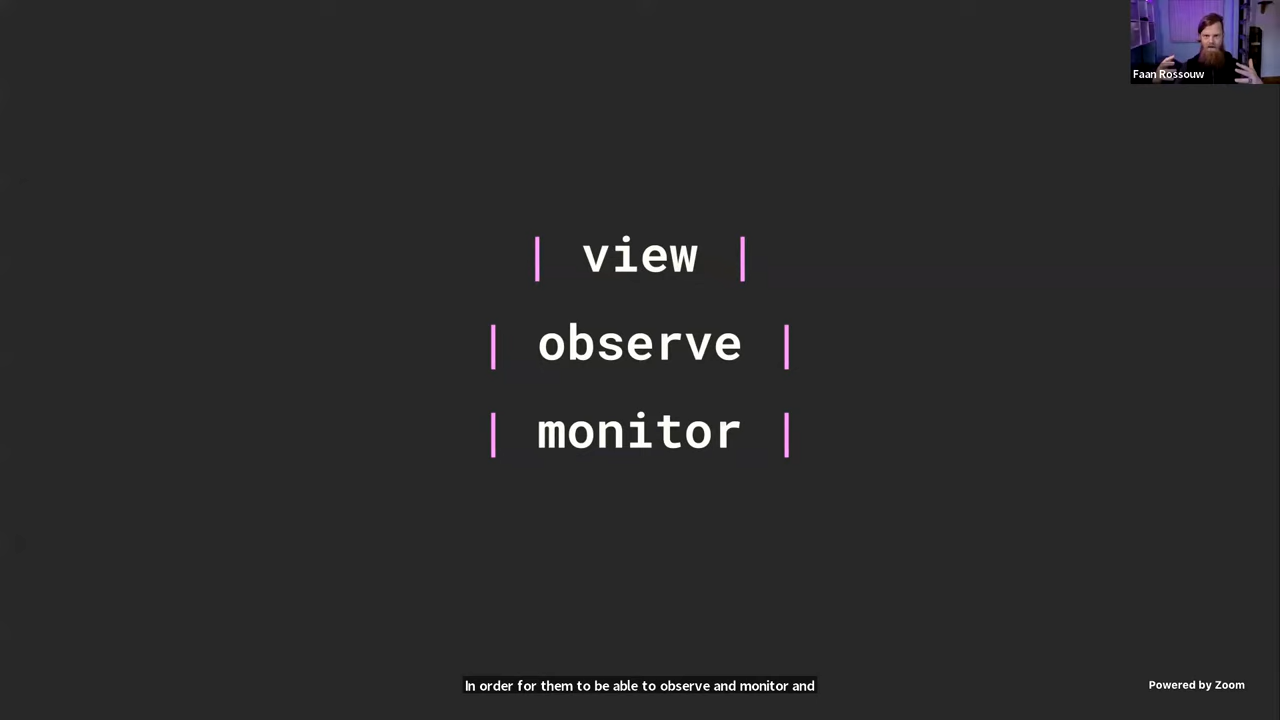 Faan Rossouw
| view |
| observe |
| monitor |
In order for them to be able to observe and monitor and
Powered by Zoom